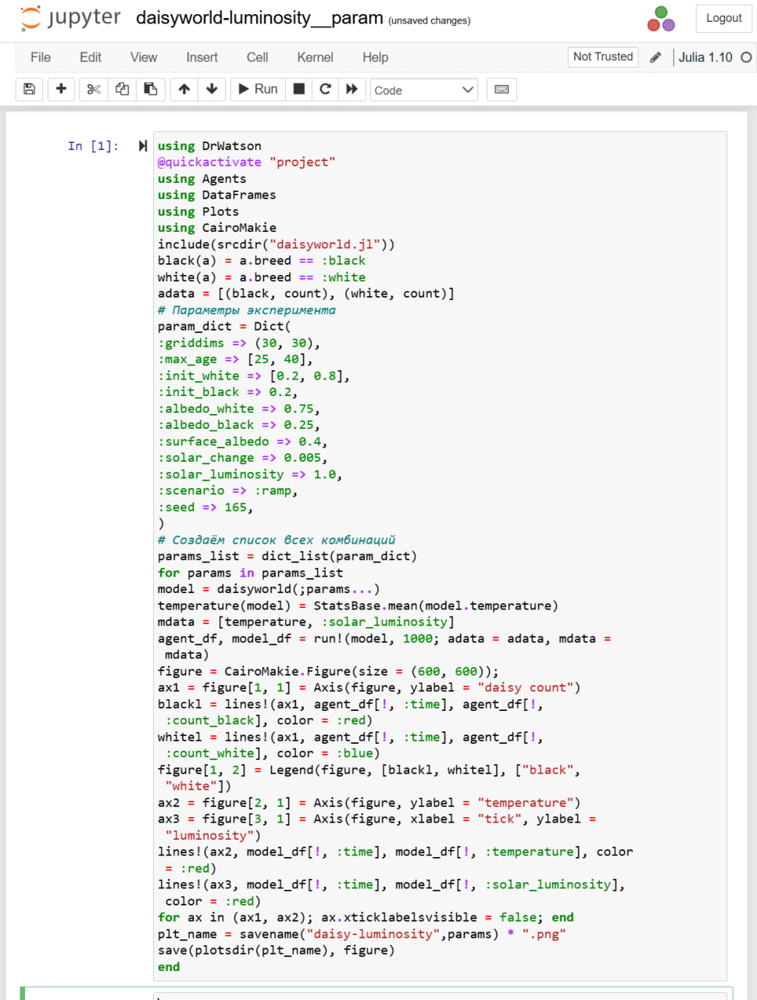 jupyter daisyworld-luminosity__param (unsaved changes)
Logout
File Edit View Insert Cell Kernel Help
Not Trusted
Julia 1.10
Run
Code
In [1]:
using DrWatson
@quickactivate "project"
using Agents
using DataFrames
using Plots
using CairoMakie
include(srcdir("daisyworld.jl"))
black(a) = a.breed == :black
white(a) = a.breed == :white
adata = [(black, count), (white, count)]
# Параметры эксперимента
param_dict = Dict(
:griddims => (30, 30),
:max_age => [25, 40],
:init_white => [0.2, 0.8],
:init_black => 0.2,
:albedo_white => 0.75,
:albedo_black => 0.25,
:surface_albedo => 0.4,
:solar_change => 0.005,
:solar_luminosity => 1.0,
:scenario => :ramp,
:seed => 165,
)
# Создаём список всех комбинаций
params_list = dict_list(param_dict)
for params in params_list
model = daisyworld(;params...)
temperature(model) = StatsBase.mean(model.temperature)
mdata = [temperature, :solar_luminosity]
agent_df, model_df = run!(model, 1000; adata = adata, mdata =
mdata)
figure = CairoMakie.Figure(size = (600, 600));
ax1 = figure[1, 1] = Axis(figure, ylabel = "daisy count")
blackl = lines!(ax1, agent_df[!, :time], agent_df[!,
:count_black], color = :red)
whitel = lines!(ax1, agent_df[!, :time], agent_df[!,
:count_white], color = :blue)
figure[1, 2] = Legend(figure, [blackl, whitel], ["black",
"white"])
ax2 = figure[2, 1] = Axis(figure, ylabel = "temperature")
ax3 = figure[3, 1] = Axis(figure, xlabel = "tick", ylabel =
"luminosity")
lines!(ax2, model_df[!, :time], model_df[!, :temperature], color
= :red)
lines!(ax3, model_df[!, :time], model_df[!, :solar_luminosity],
color = :red)
for ax in (ax1, ax2); ax.xticklabelsvisible = false; end
plt_name = savename("daisy-luminosity",params) * ".png"
save(plotsdir(plt_name), figure)
end